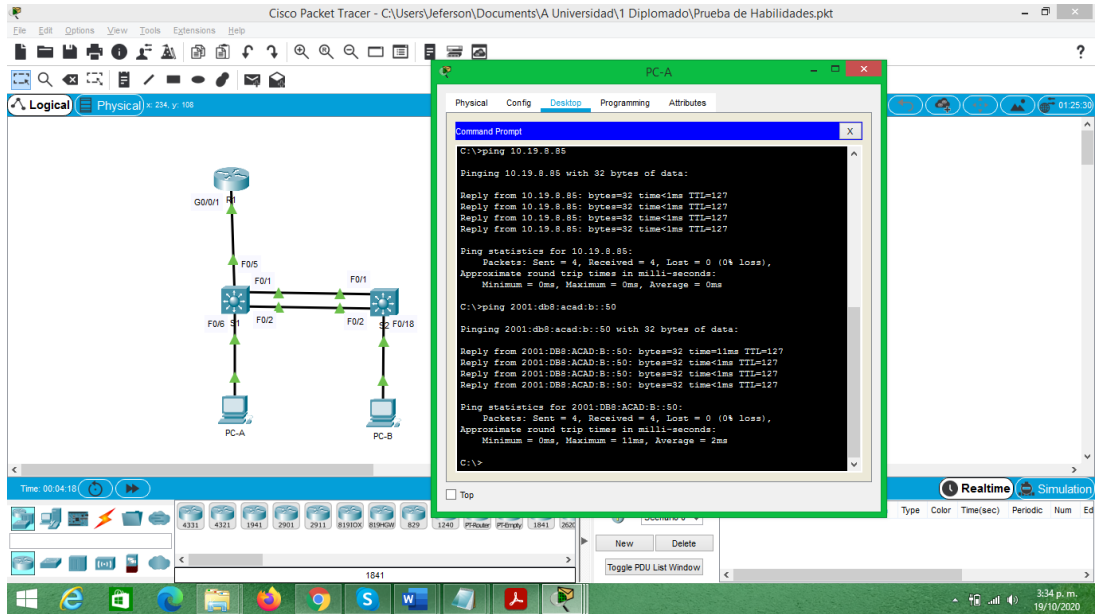 Cisco Packet Tracer - C:\Users\Jeferson\Documents\A Universidad\1 Diplomado\Prueba de Habilidades.pkt
File Edit Options View Tools Extensions Help
?
Logical Physical x: 234, y: 108
01:25:30
PC-A
Physical Config Desktop Programming Attributes
Command Prompt X
C:\>ping 10.19.8.85
Pinging 10.19.8.85 with 32 bytes of data:
Reply from 10.19.8.85: bytes=32 time<1ms TTL=127
Reply from 10.19.8.85: bytes=32 time<1ms TTL=127
Reply from 10.19.8.85: bytes=32 time<1ms TTL=127
Reply from 10.19.8.85: bytes=32 time<1ms TTL=127
Ping statistics for 10.19.8.85:
Packets: Sent = 4, Received = 4, Lost = 0 (0% loss),
Approximate round trip times in milli-seconds:
Minimum = 0ms, Maximum = 0ms, Average = 0ms
C:\>ping 2001:db8:acad:b::50
Pinging 2001:db8:acad:b::50 with 32 bytes of data:
Reply from 2001:DB8:ACAD:B::50: bytes=32 time=11ms TTL=127
Reply from 2001:DB8:ACAD:B::50: bytes=32 time<1ms TTL=127
Reply from 2001:DB8:ACAD:B::50: bytes=32 time<1ms TTL=127
Reply from 2001:DB8:ACAD:B::50: bytes=32 time<1ms TTL=127
Ping statistics for 2001:DB8:ACAD:B::50:
Packets: Sent = 4, Received = 4, Lost = 0 (0% loss),
Approximate round trip times in milli-seconds:
Minimum = 0ms, Maximum = 11ms, Average = 2ms
C:\>
Top
G0/0/1 R1
F0/5
F0/1 F0/1
F0/6 S1 F0/2 F0/2 S2 F0/18
PC-A PC-B
Time: 00:04:18
Realtime Simulation
4331 4321 1941 2901 2911 819IOX 819HGW 829 1240 PT-Router PT-Empty 1841 2620
New Delete
Toggle PDU List Window
Type Color Time(sec) Periodic Num Ed
1841
3:34 p. m.
19/10/2020